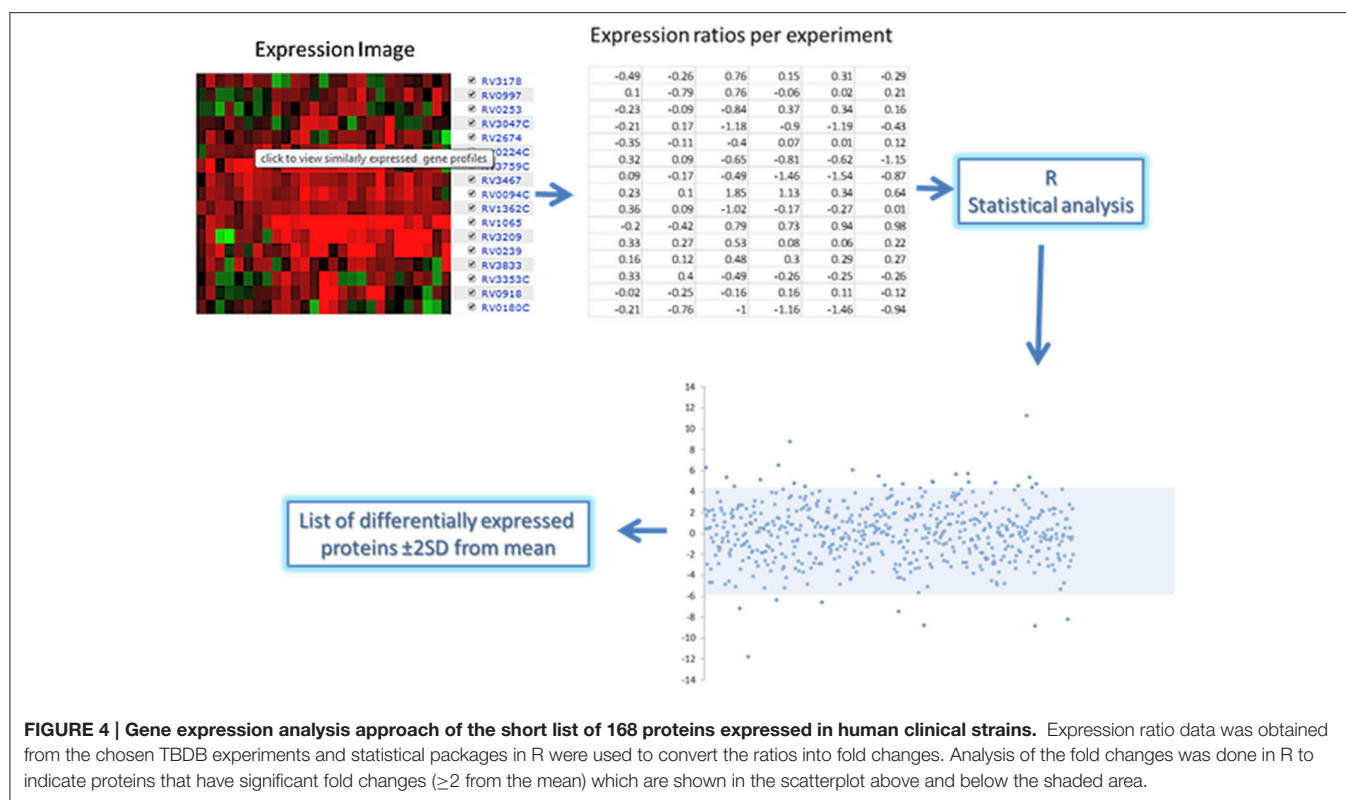 Expression Image
Expression ratios per experiment
RV3178
RV0997
RV0253
RV3047C
RV2674
click to view similarly expressed gene profiles
V0224C
3759C
RV3467
RV0094C
RV1362C
RV1065
RV3209
RV0239
RV3833
RV3353C
RV0918
RV0180C
-0.49 -0.26 0.76 0.15 0.31 -0.29
0.1 -0.79 0.76 -0.06 0.02 0.21
-0.23 -0.09 -0.84 0.37 0.34 0.16
-0.21 0.17 -1.18 -0.9 -1.19 -0.43
-0.35 -0.11 -0.4 0.07 0.01 0.12
0.32 0.09 -0.65 -0.81 -0.62 -1.15
0.09 -0.17 -0.49 -1.46 -1.54 -0.87
0.23 0.1 1.85 1.13 0.34 0.64
0.36 0.09 -1.02 -0.17 -0.27 0.01
-0.2 -0.42 0.79 0.73 0.94 0.98
0.33 0.27 0.53 0.08 0.06 0.22
0.16 0.12 0.48 0.3 0.29 0.27
0.33 0.4 -0.49 -0.26 -0.25 -0.26
-0.02 -0.25 -0.16 0.16 0.11 -0.12
-0.21 -0.76 -1 -1.16 -1.46 -0.94
R
Statistical analysis
14
12
10
8
6
4
2
0
-2
-4
-6
-8
-10
-12
-14
List of differentially expressed
proteins ±2SD from mean
FIGURE 4 | Gene expression analysis approach of the short list of 168 proteins expressed in human clinical strains. Expression ratio data was obtained
from the chosen TBDB experiments and statistical packages in R were used to convert the ratios into fold changes. Analysis of the fold changes was done in R to
indicate proteins that have significant fold changes (≥2 from the mean) which are shown in the scatterplot above and below the shaded area.